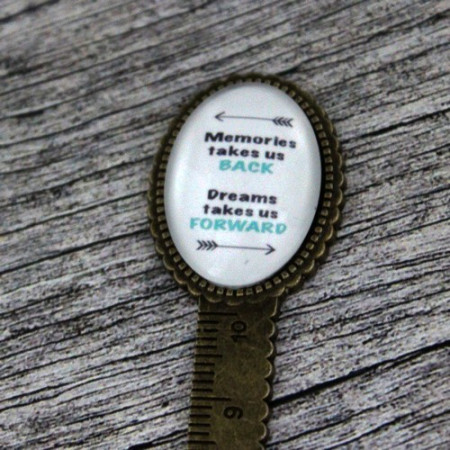 Memories
takes us
BACK
Dreams
takes us
FORWARD
10
9